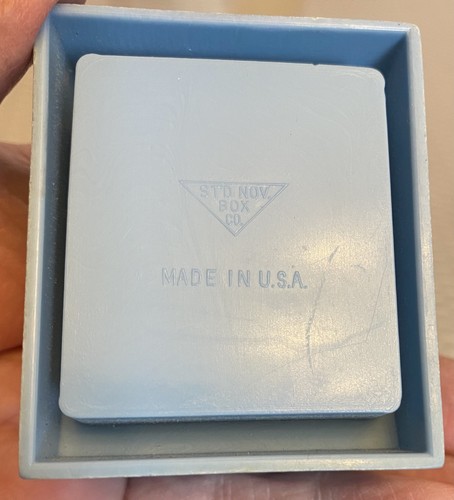 STD. NOV.
BOX
CO.
MADE IN U.S.A.